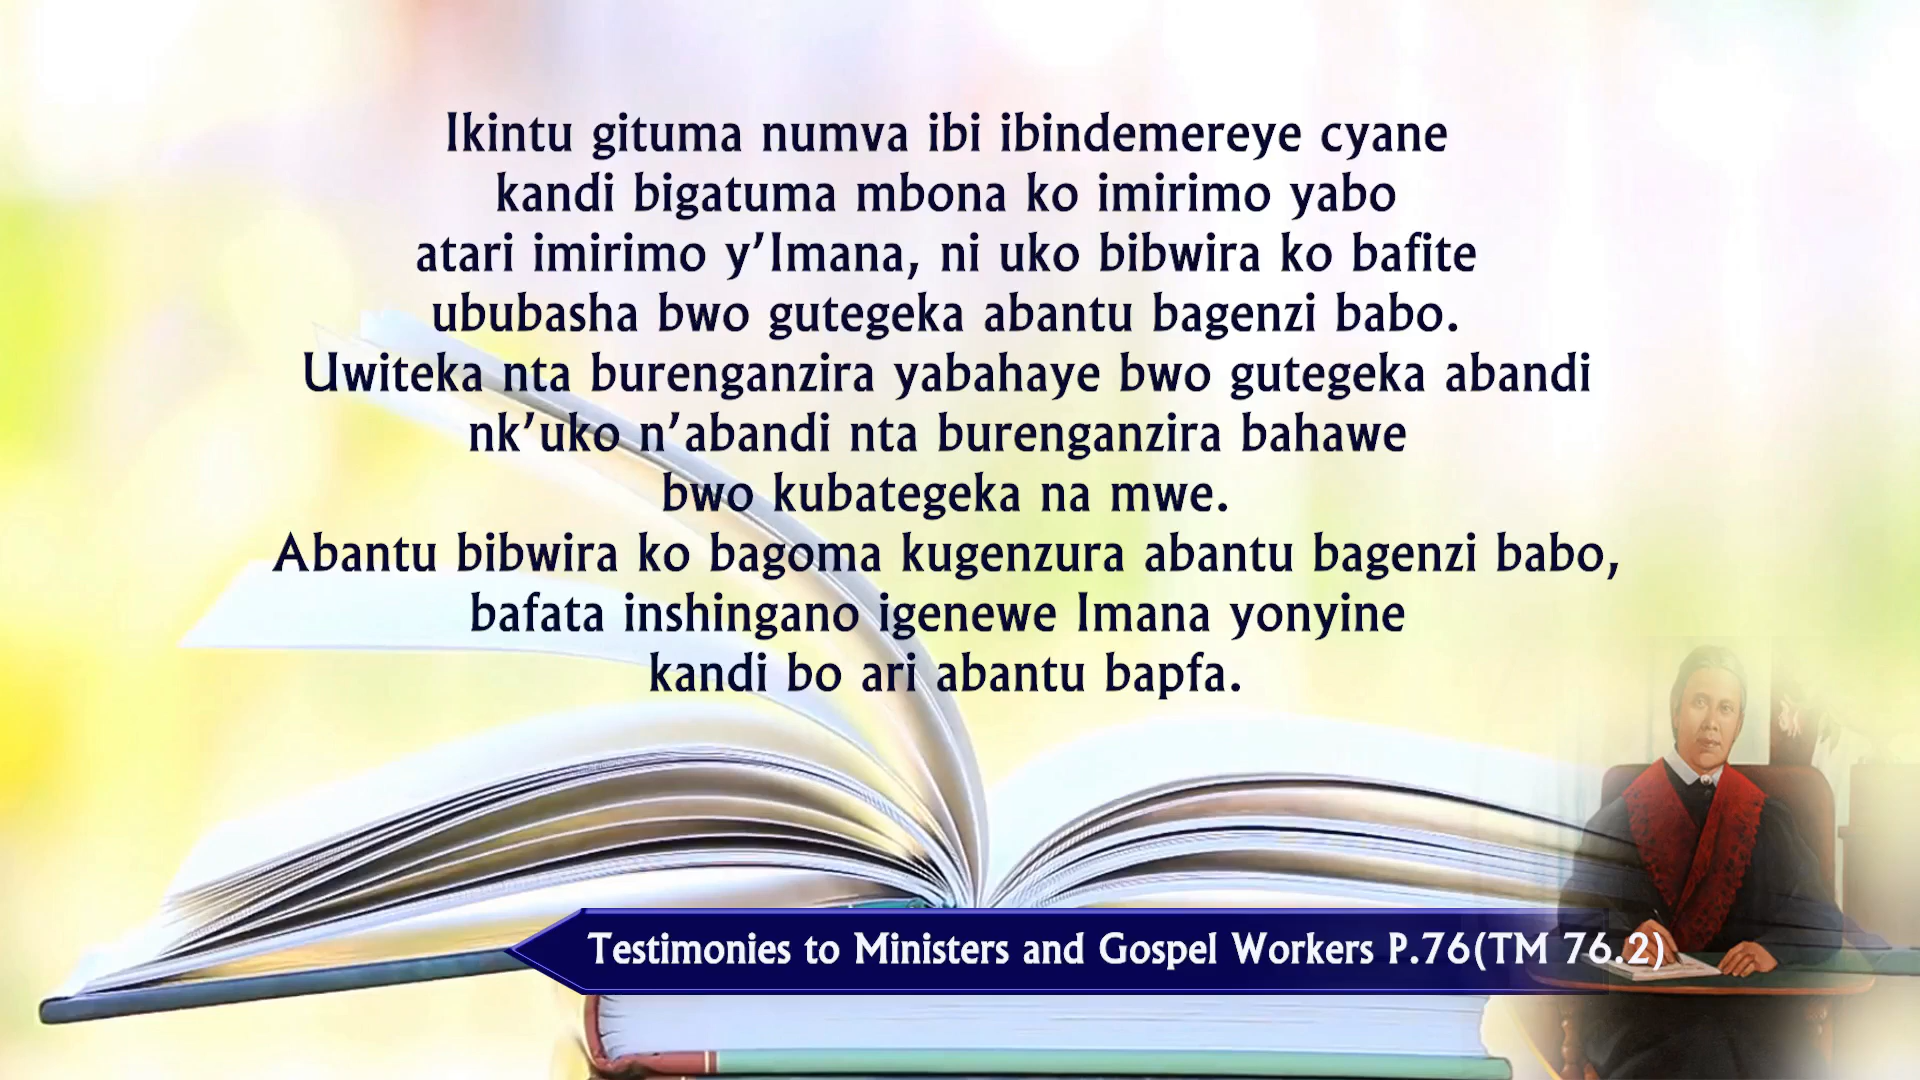 Ikintu gituma numva ibi ibindemereye cyane
kandi bigatuma mbona ko imirimo yabo
atari imirimo y’Imana, ni uko bibwira ko bafite
ububasha bwo gutegeka abantu bagenzi babo.
Uwiteka nta burenganzira yabahaye bwo gutegeka abandi
nk’uko n’abandi nta burenganzira bahawe
bwo kubategeka na mwe.
Abantu bibwira ko bagoma kugenzura abantu bagenzi babo,
bafata inshingano igenewe Imana yonyine
kandi bo ari abantu bapfa.
Testimonies to Ministers and Gospel Workers P.76(TM 76.2)